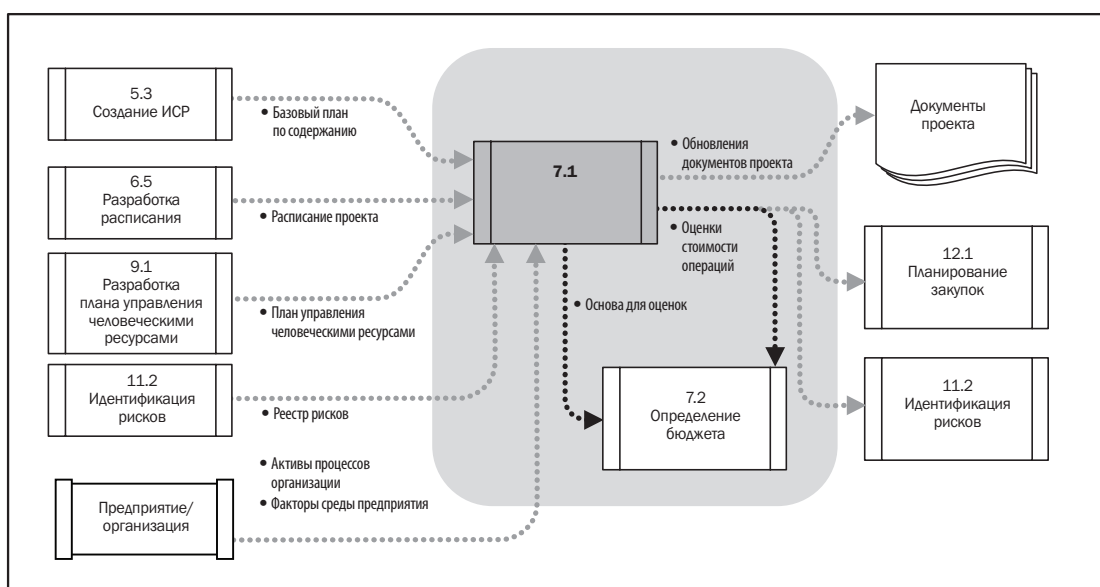 5.3
Создание ИСР
• Базовый план
по содержанию
6.5
Разработка
расписания
• Расписание проекта
9.1
Разработка
плана управления
человеческими
ресурсами
• План управления
человеческими ресурсами
11.2
Идентификация
рисков
• Реестр рисков
Предприятие/
организация
• Активы процессов
организации
• Факторы среды предприятия
7.1
• Обновления
документов проекта
• Оценки
стоимости
операций
• Основа для оценок
7.2
Определение
бюджета
Документы
проекта
12.1
Планирование
закупок
11.2
Идентификация
рисков